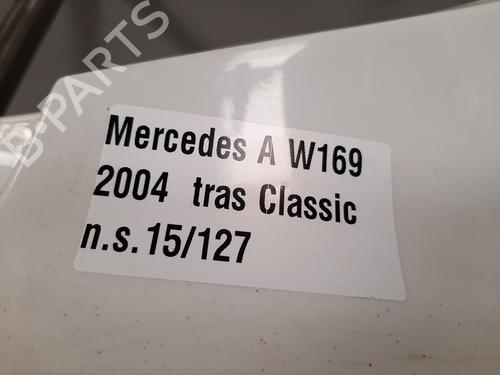 B-PARTS
Mercedes A W169
2004 tras Classic
n.s.15/127